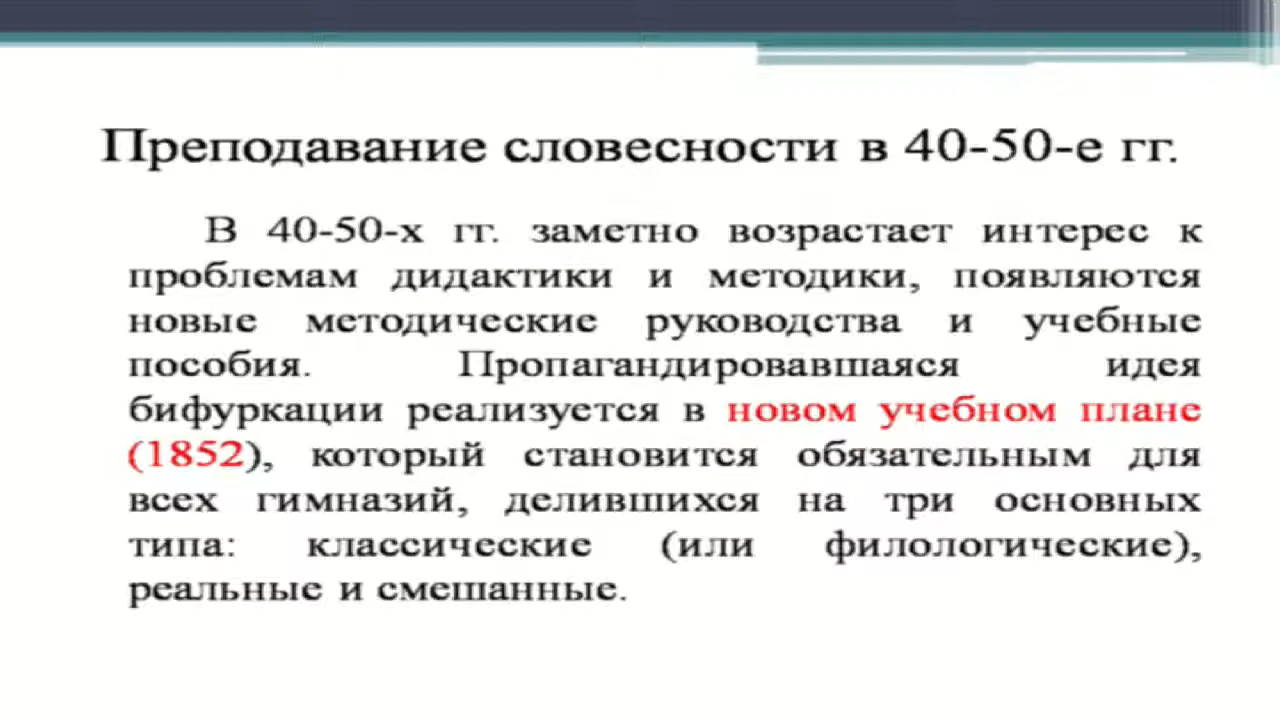 Преподавание словесности в 40-50-е гг.
В 40-50-х гг. заметно возрастает интерес к
проблемам дидактики и методики, появляются
новые методические руководства и учебные
пособия. Пропагандировавшаяся идея
бифуркации реализуется в новом учебном плане
(1852), который становится обязательным для
всех гимназий, делившихся на три основных
типа: классические (или филологические),
реальные и смешанные.